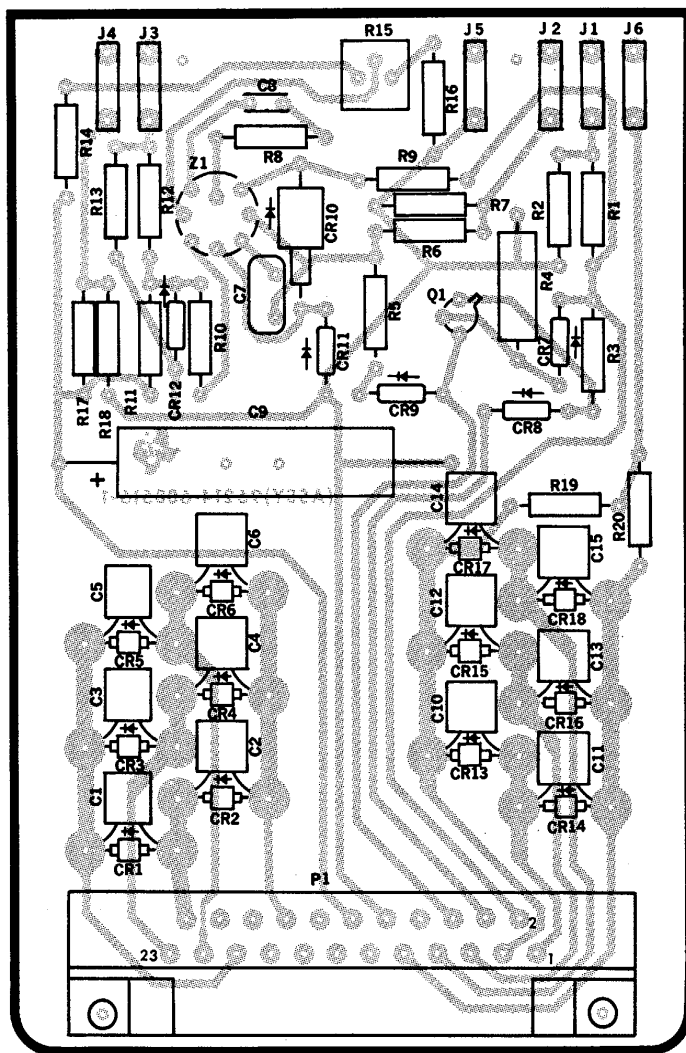 J4 J3 R15 J5 J2 J1 J6
C8
R16
R14
R8
Z1
R13 R12 R9 R2 R1
R7
CR10
R6
R4
C7 R5 Q1
R10 CR11 CR7 R3
R17 R18 R11 CR12
CR9 CR8
C9
+
C14
R19
R20
C6 C15
CR17
C5 C12
CR6 CR18
C4 C13
CR5 CR15
C3 C10
CR4 CR16
C2 C11
CR3 CR13
C1
CR2 CR14
CR1
P1
2
23 1